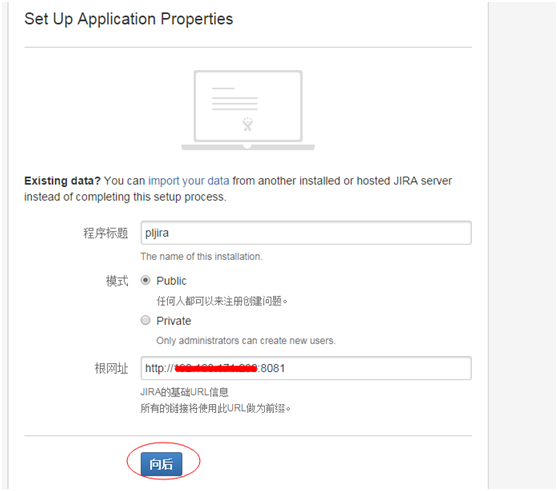 Set Up Application Properties
Existing data? You can import your data from another installed or hosted JIRA server
instead of completing this setup process.
程序标题 pljira
The name of this installation.
模式 Public
任何人都可以来注册创建问题。
Private
Only administrators can create new users.
根网址 http:// :8081
JIRA的基础URL信息
所有的链接将使用此URL做为前缀。
向后